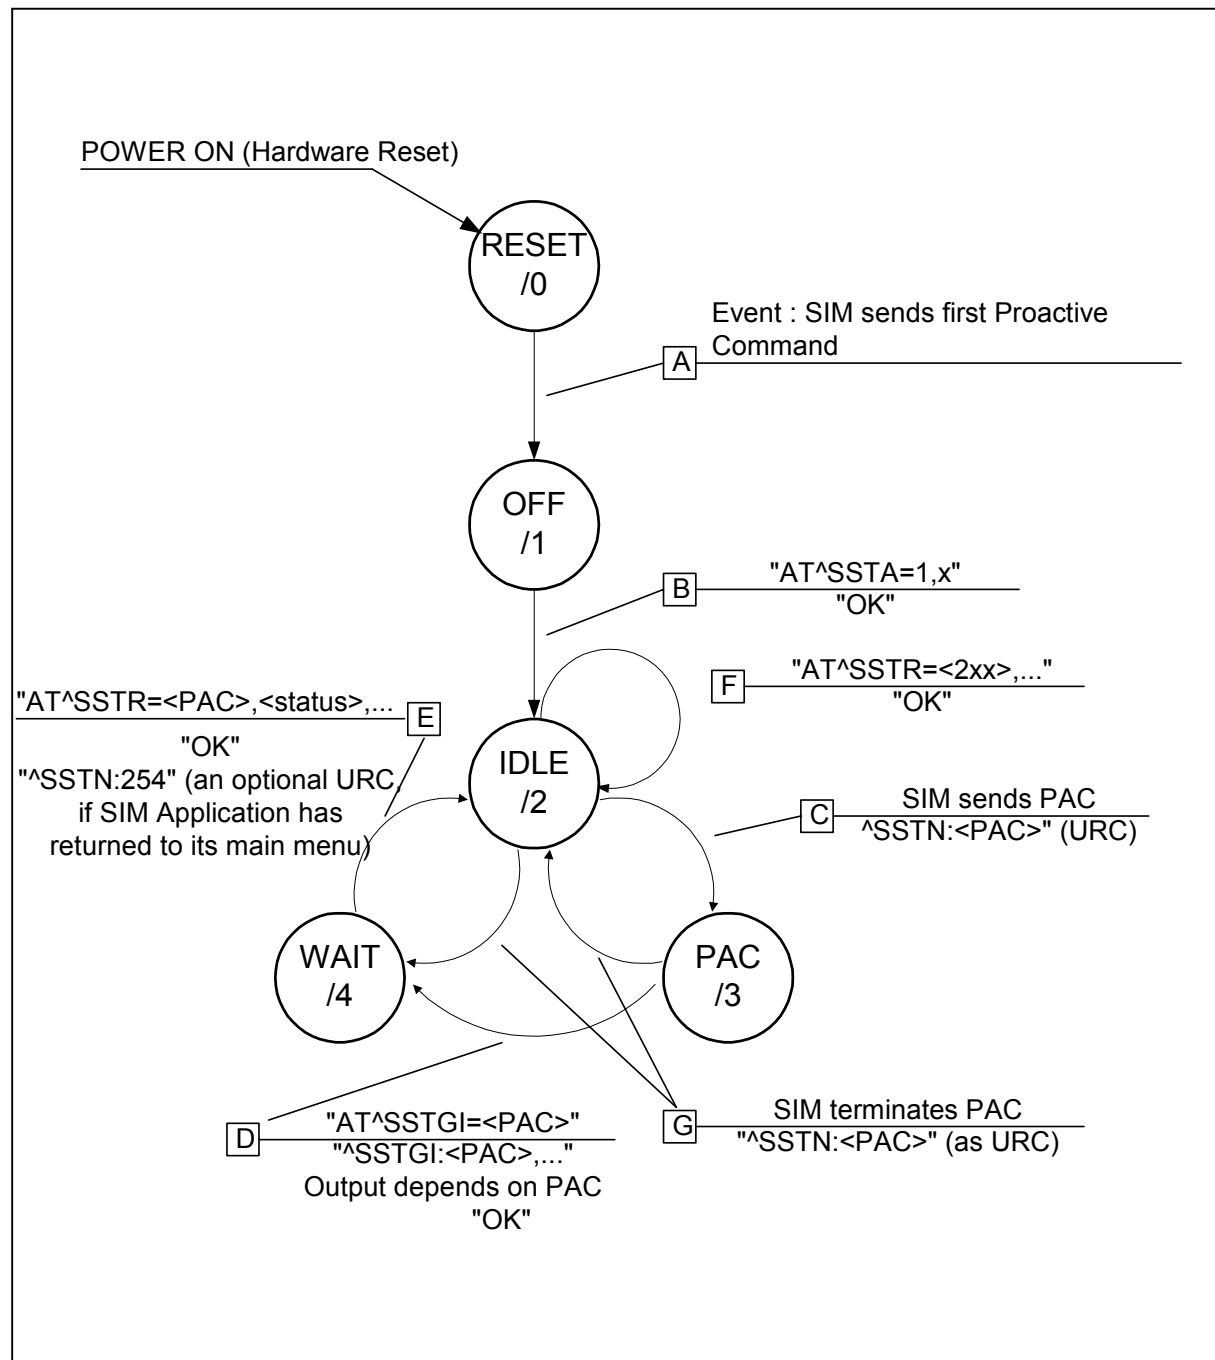 POWER ON (Hardware Reset)
RESET
/0
Event : SIM sends first Proactive
Command
A
OFF
/1
B
"AT^SSTA=1,x"
"OK"
F
"AT^SSTR=<2xx>,..."
"OK"
"AT^SSTR=<PAC>,<status>,...
E
"OK"
"^SSTN:254" (an optional URC,
if SIM Application has
returned to its main menu)
IDLE
/2
C
SIM sends PAC
^SSTN:<PAC>" (URC)
WAIT
/4
PAC
/3
D
"AT^SSTGI=<PAC>"
"^SSTGI:<PAC>,..."
Output depends on PAC
"OK"
G
SIM terminates PAC
"^SSTN:<PAC>" (as URC)